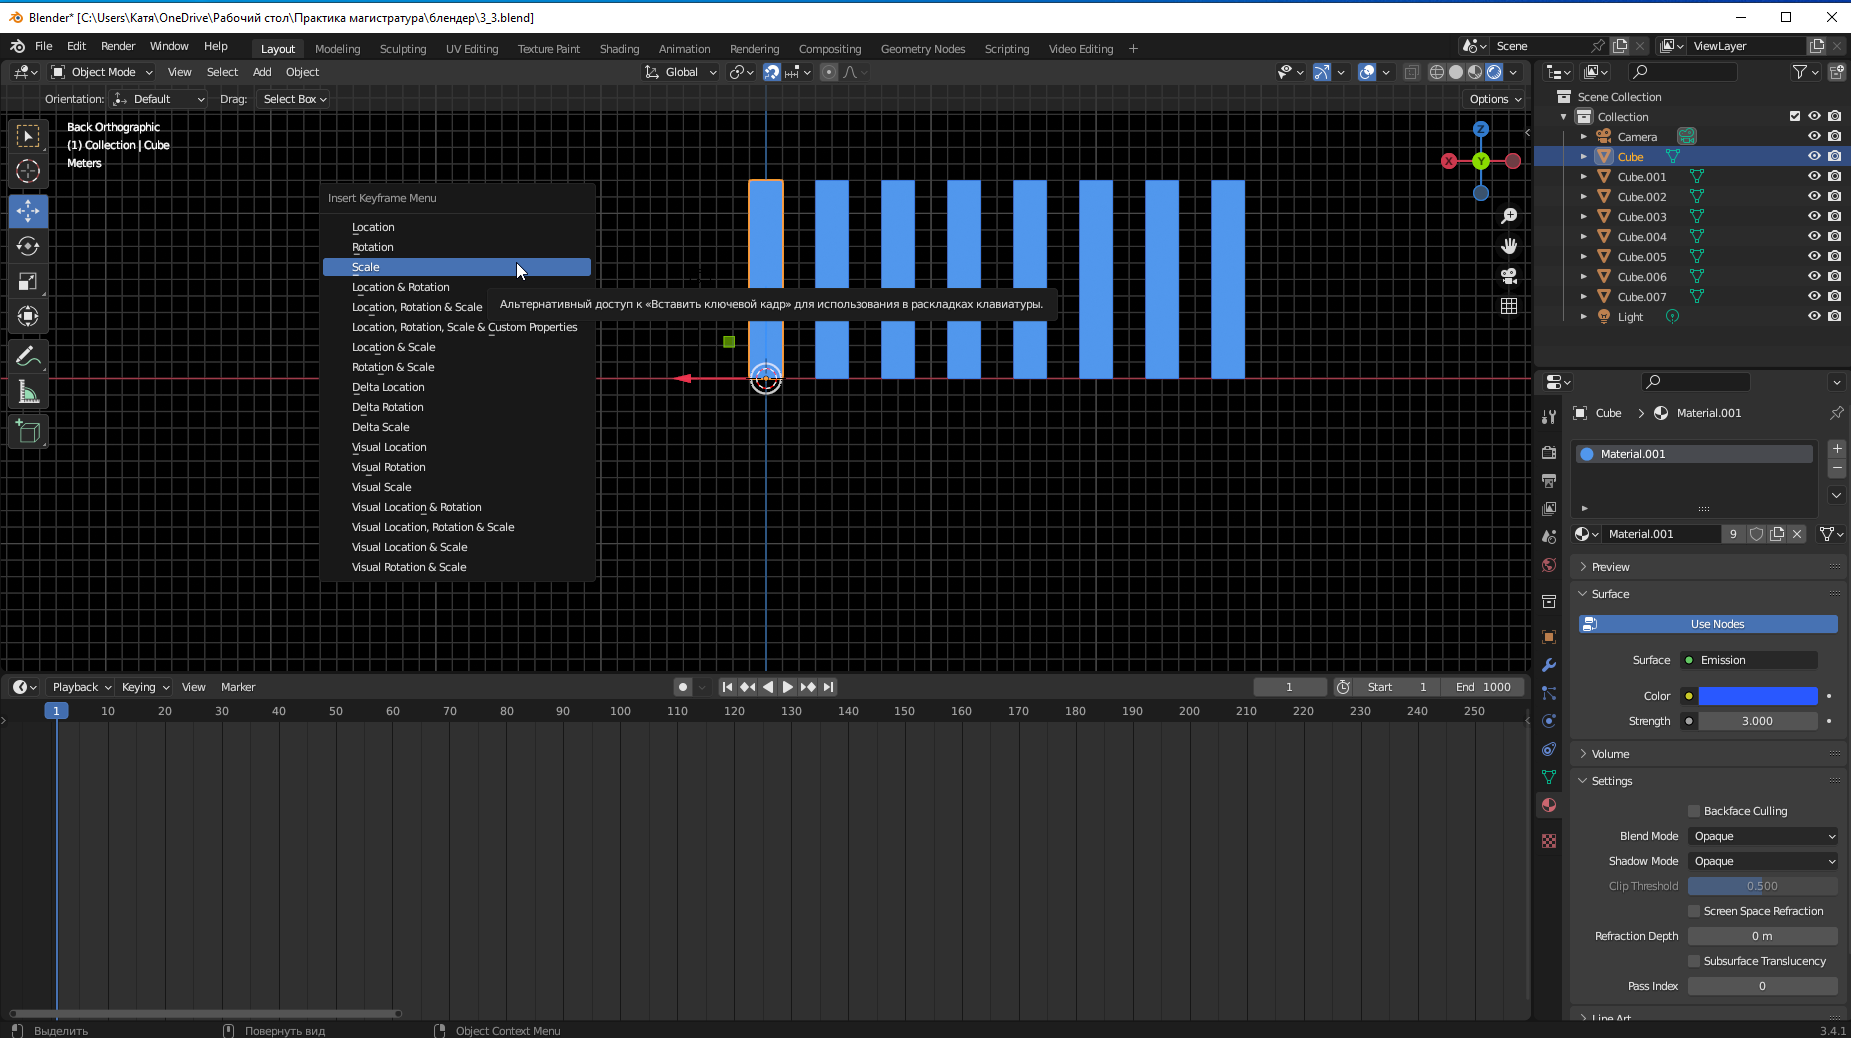 Blender* [C:\Users\Катя\OneDrive\Рабочий стол\Практика магистратура\блендер\3_3.blend]
File Edit Render Window Help Layout Modeling Sculpting UV Editing Texture Paint Shading Animation Rendering Compositing Geometry Nodes Scripting Video Editing + Scene ViewLayer
Object Mode View Select Add Object Global
Orientation: Default Drag: Select Box Options
Back Orthographic
(1) Collection | Cube
Meters
Z
X
Y
Insert Keyframe Menu
Location
Rotation
Scale
Location & Rotation
Location, Rotation & Scale
Location, Rotation, Scale & Custom Properties
Location & Scale
Rotation & Scale
Delta Location
Delta Rotation
Delta Scale
Visual Location
Visual Rotation
Visual Scale
Visual Location & Rotation
Visual Location, Rotation & Scale
Visual Location & Scale
Visual Rotation & Scale
Альтернативный доступ к «Вставить ключевой кадр» для использования в раскладках клавиатуры.
Scene Collection
Collection
Camera
Cube
Cube.001
Cube.002
Cube.003
Cube.004
Cube.005
Cube.006
Cube.007
Light
Cube Material.001
Material.001
Material.001 9
Preview
Surface
Use Nodes
Surface Emission
Color
Strength 3.000
Volume
Settings
Backface Culling
Blend Mode Opaque
Shadow Mode Opaque
Clip Threshold 0.500
Screen Space Refraction
Refraction Depth 0 m
Subsurface Translucency
Pass Index 0
Line Art
Playback Keying View Marker 1 Start 1 End 1000
1 10 20 30 40 50 60 70 80 90 100 110 120 130 140 150 160 170 180 190 200 210 220 230 240 250
Выделить Повернуть вид Object Context Menu 3.4.1